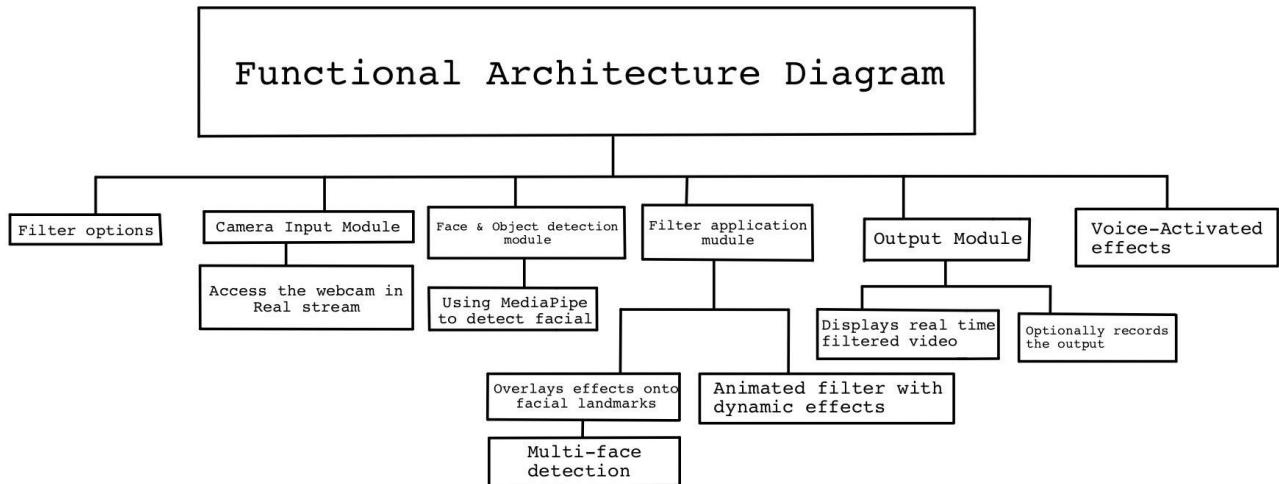 Functional Architecture Diagram
Filter options
Camera Input Module
Face & Object detection
module
Filter application
mudule
Output Module
Voice-Activated
effects
Access the webcam in
Real stream
Using MediaPipe
to detect facial
Displays real time
filtered video
Optionally records
the output
Overlays effects onto
facial landmarks
Animated filter with
dynamic effects
Multi-face
detection